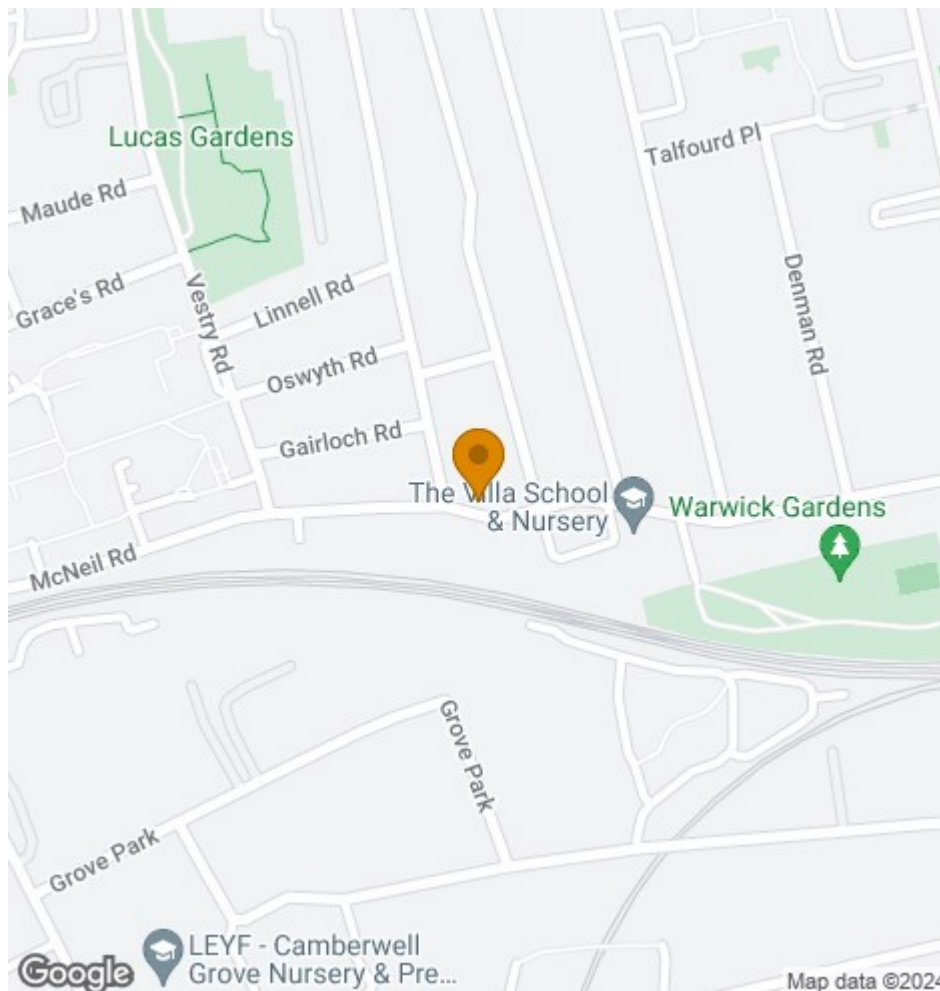 Lucas Gardens
Talfourd Pl
Maude Rd
Denman Rd
Grace's Rd
Vestry Rd
Linnell Rd
Oswyth Rd
Gairloch Rd
The Villa School
& Nursery
Warwick Gardens
McNeil Rd
Grove Park
Grove Park
LEYF - Camberwell
Grove Nursery & Pre...
Google
Map data ©2024